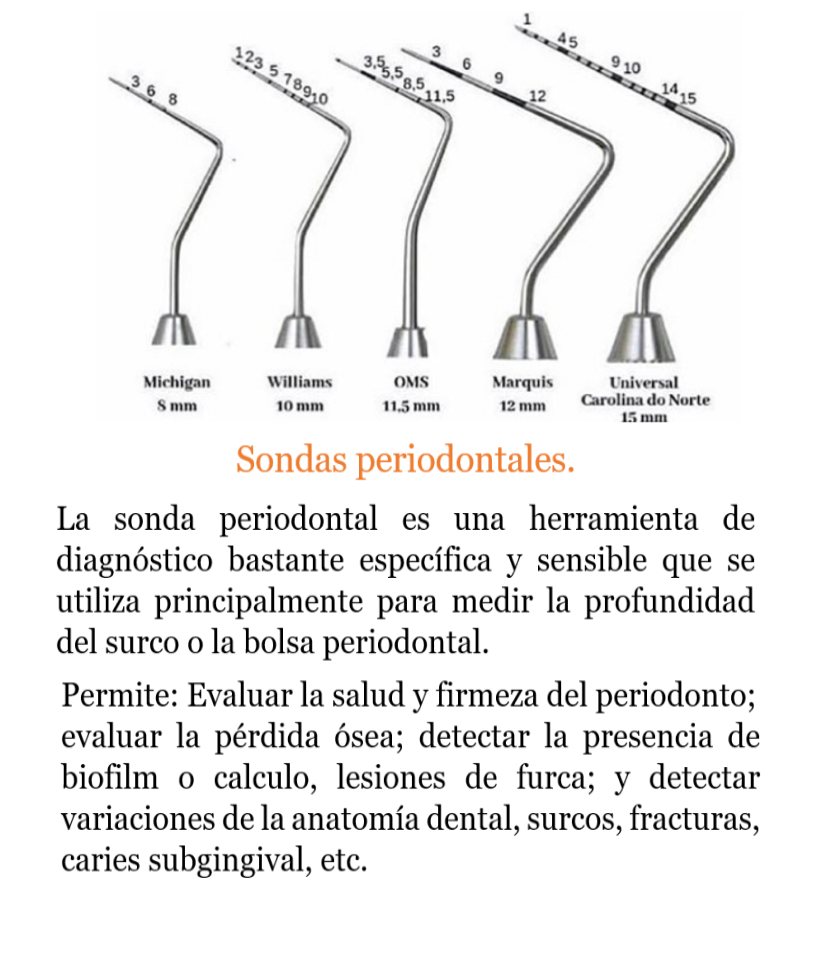 3 6 8
1 2 3 5 7 8 9 10
3,5 5,5 8,5 11,5
3 6 9 12
1 4 5 9 10 14 15
Michigan
8 mm
Williams
10 mm
OMS
11,5 mm
Marquis
12 mm
Universal
Carolina do Norte
15 mm
Sondas periodontales.
La sonda periodontal es una herramienta de
diagnóstico bastante específica y sensible que se
utiliza principalmente para medir la profundidad
del surco o la bolsa periodontal.
Permite: Evaluar la salud y firmeza del periodonto;
evaluar la pérdida ósea; detectar la presencia de
biofilm o calculo, lesiones de furca; y detectar
variaciones de la anatomía dental, surcos, fracturas,
caries subgingival, etc.